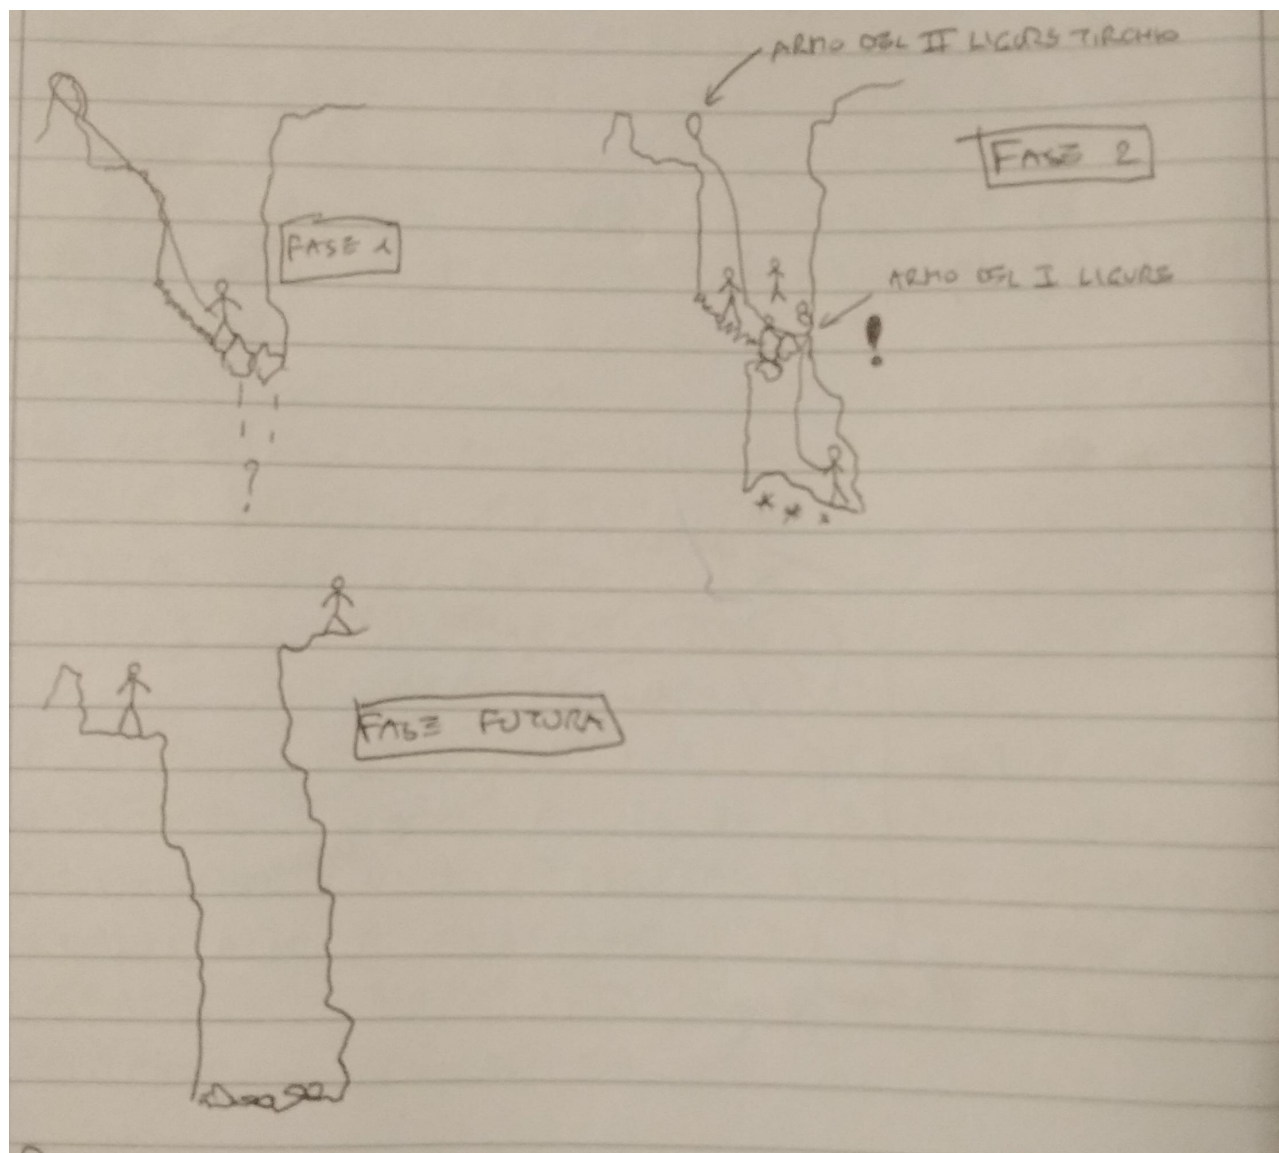 ARMO DEL II LIGURE TIRCHIO
FASE 2
FASE 1
ARMO DEL I LIGURE
!
?
FASE FUTURA